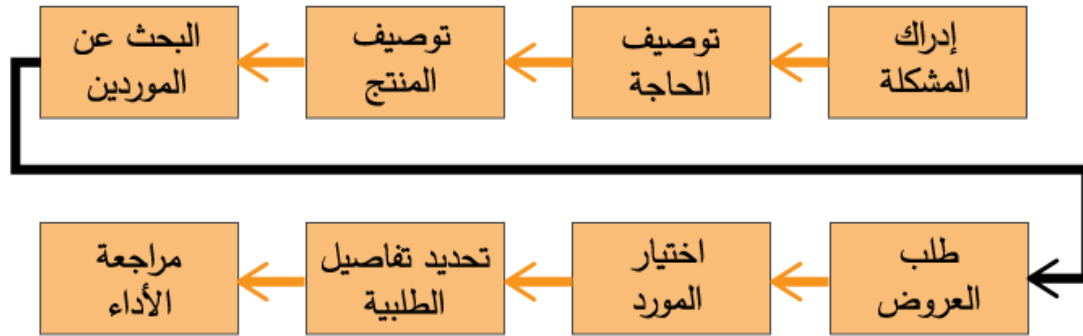 إدراك
المشكلة
توصيف
الحاجة
توصيف
المنتج
البحث عن
الموردين
طلب
العروض
اختيار
المورد
تحديد تفاصيل
الطلبية
مراجعة
الأداء